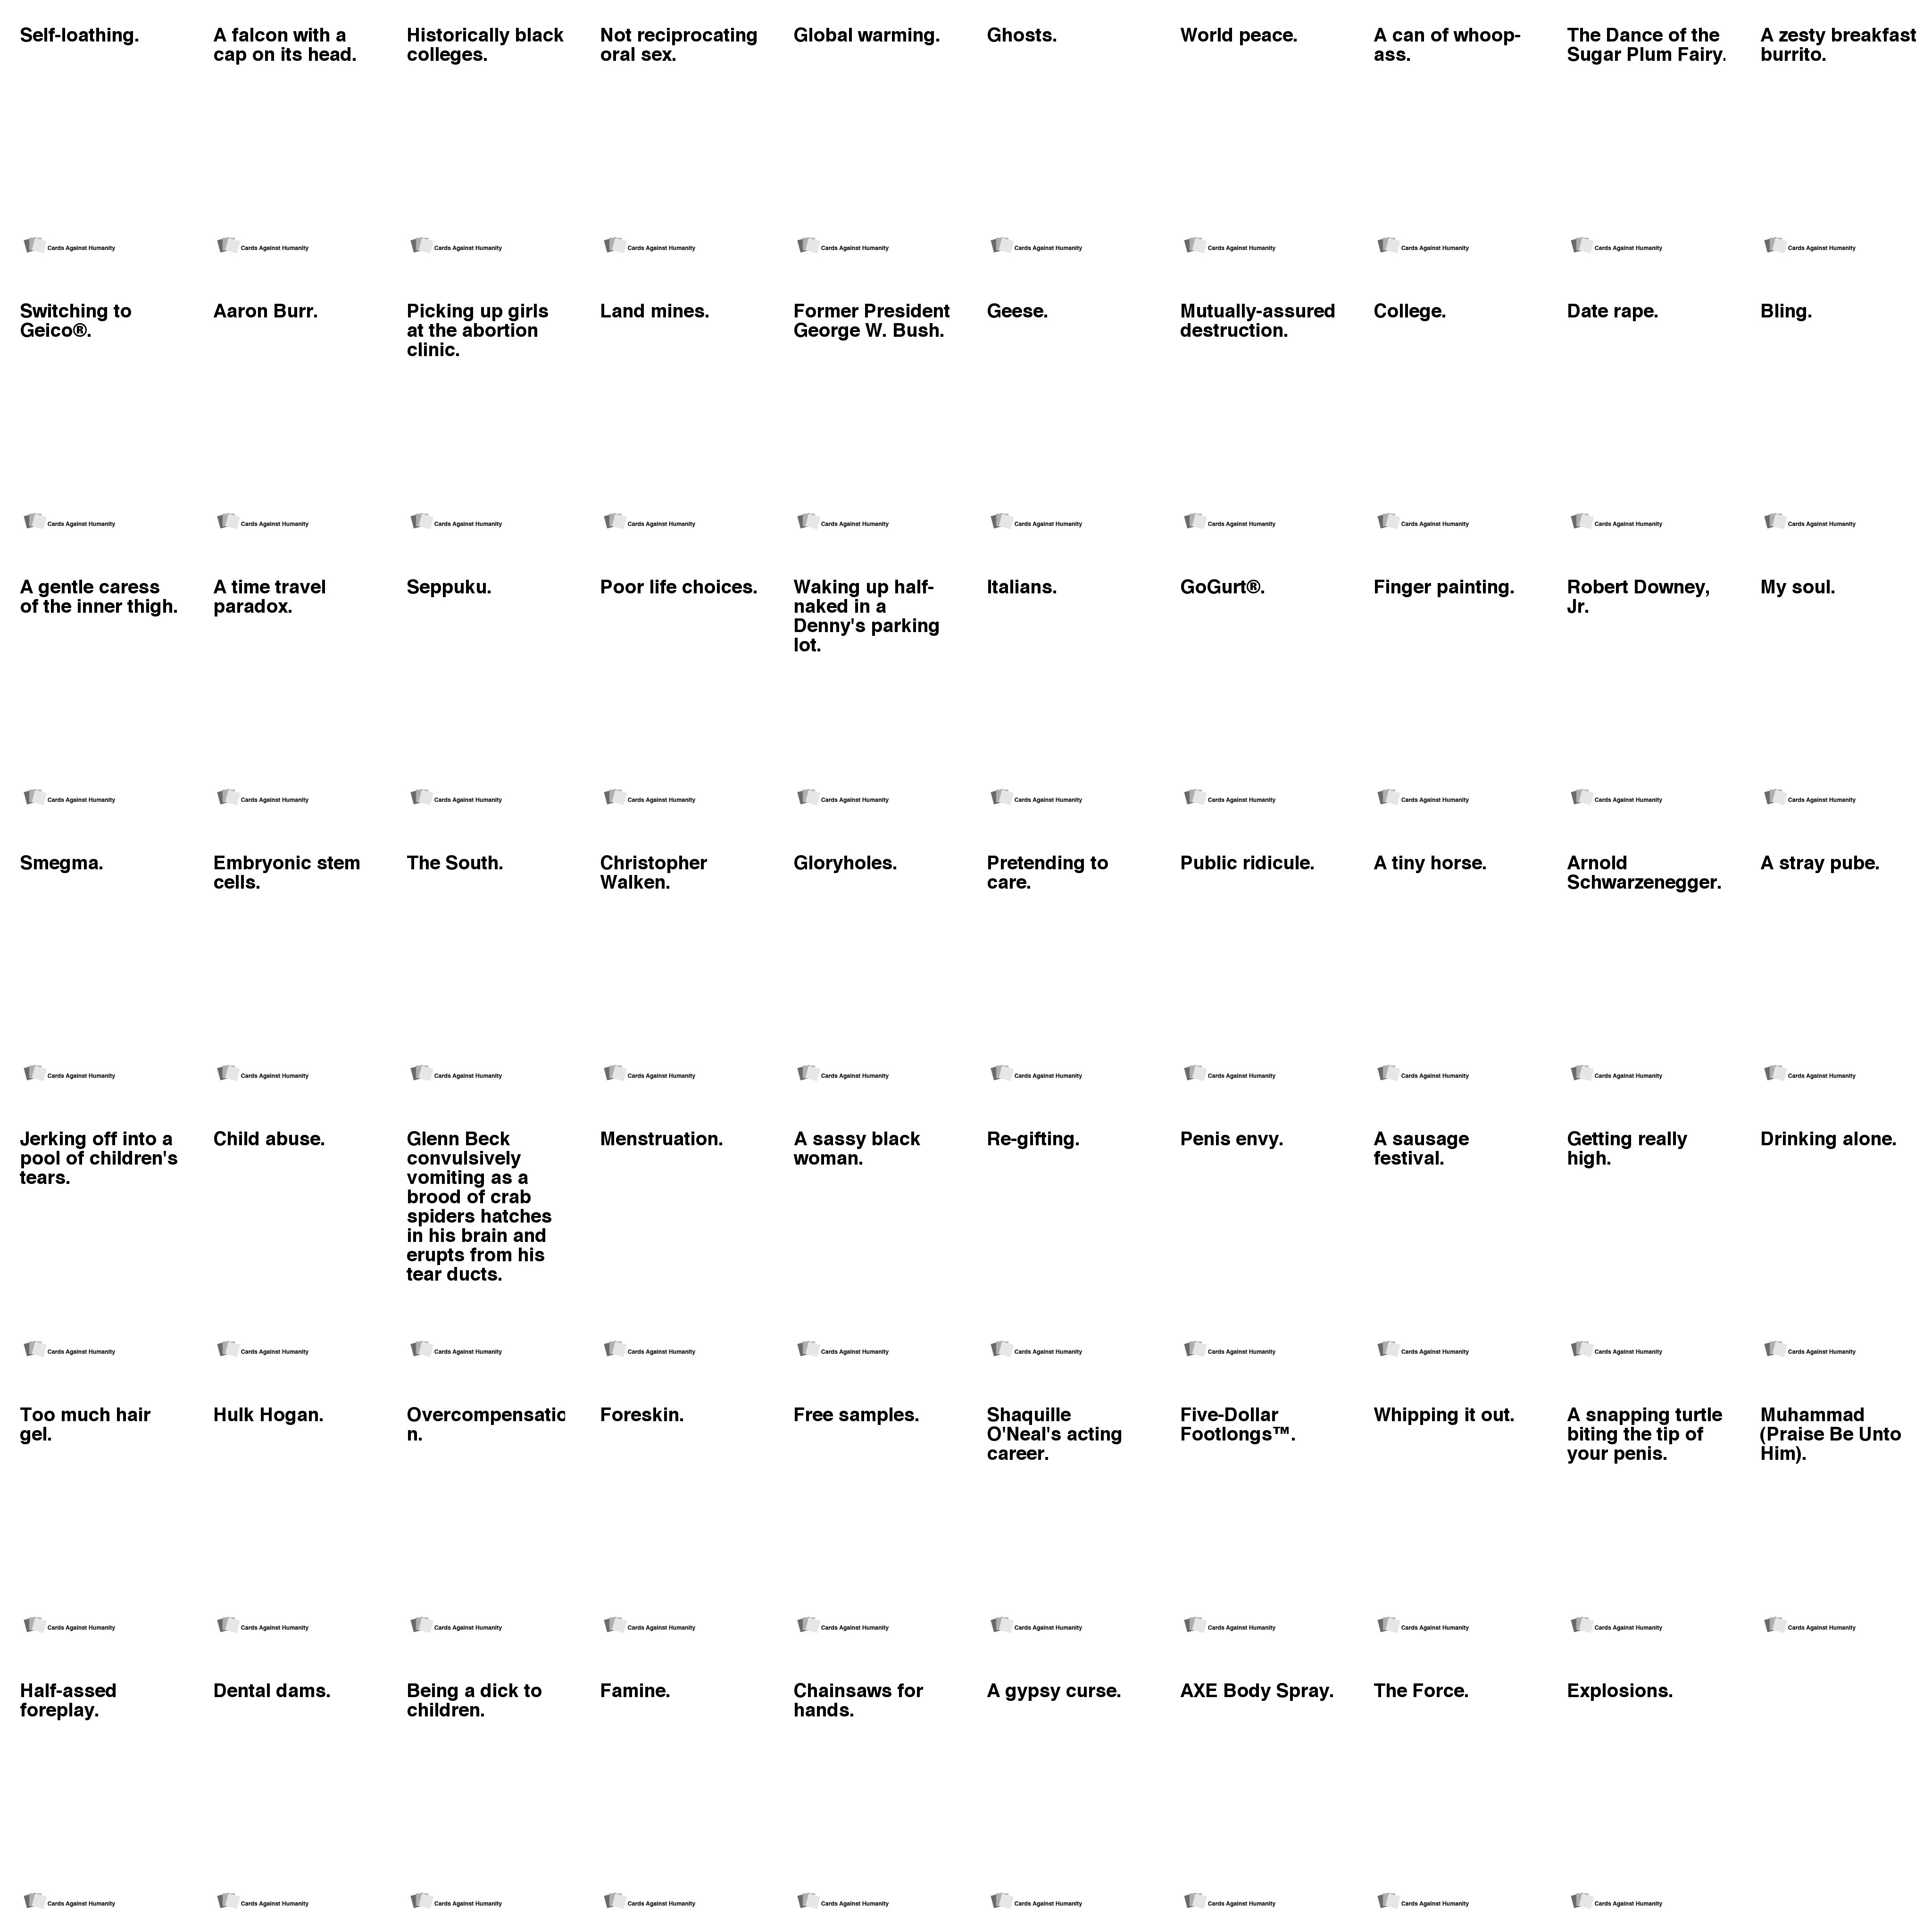 Self-loathing.
A falcon with a
cap on its head.
Historically black
colleges.
Not reciprocating
oral sex.
Global warming.
Ghosts.
World peace.
A can of whoop-
ass.
The Dance of the
Sugar Plum Fairy.
A zesty breakfast
burrito.
Cards Against Humanity
Cards Against Humanity
Cards Against Humanity
Cards Against Humanity
Cards Against Humanity
Cards Against Humanity
Cards Against Humanity
Cards Against Humanity
Cards Against Humanity
Cards Against Humanity
Switching to
Geico®.
Aaron Burr.
Picking up girls
at the abortion
clinic.
Land mines.
Former President
George W. Bush.
Geese.
Mutually-assured
destruction.
College.
Date rape.
Bling.
Cards Against Humanity
Cards Against Humanity
Cards Against Humanity
Cards Against Humanity
Cards Against Humanity
Cards Against Humanity
Cards Against Humanity
Cards Against Humanity
Cards Against Humanity
Cards Against Humanity
A gentle caress
of the inner thigh.
A time travel
paradox.
Seppuku.
Poor life choices.
Waking up half-
naked in a
Denny's parking
lot.
Italians.
GoGurt®.
Finger painting.
Robert Downey,
Jr.
My soul.
Cards Against Humanity
Cards Against Humanity
Cards Against Humanity
Cards Against Humanity
Cards Against Humanity
Cards Against Humanity
Cards Against Humanity
Cards Against Humanity
Cards Against Humanity
Cards Against Humanity
Smegma.
Embryonic stem
cells.
The South.
Christopher
Walken.
Gloryholes.
Pretending to
care.
Public ridicule.
A tiny horse.
Arnold
Schwarzenegger.
A stray pube.
Cards Against Humanity
Cards Against Humanity
Cards Against Humanity
Cards Against Humanity
Cards Against Humanity
Cards Against Humanity
Cards Against Humanity
Cards Against Humanity
Cards Against Humanity
Cards Against Humanity
Jerking off into a
pool of children's
tears.
Child abuse.
Glenn Beck
convulsively
vomiting as a
brood of crab
spiders hatches
in his brain and
erupts from his
tear ducts.
Menstruation.
A sassy black
woman.
Re-gifting.
Penis envy.
A sausage
festival.
Getting really
high.
Drinking alone.
Cards Against Humanity
Cards Against Humanity
Cards Against Humanity
Cards Against Humanity
Cards Against Humanity
Cards Against Humanity
Cards Against Humanity
Cards Against Humanity
Cards Against Humanity
Cards Against Humanity
Too much hair
gel.
Hulk Hogan.
Overcompensatio
n.
Foreskin.
Free samples.
Shaquille
O'Neal's acting
career.
Five-Dollar
Footlongs™.
Whipping it out.
A snapping turtle
biting the tip of
your penis.
Muhammad
(Praise Be Unto
Him).
Cards Against Humanity
Cards Against Humanity
Cards Against Humanity
Cards Against Humanity
Cards Against Humanity
Cards Against Humanity
Cards Against Humanity
Cards Against Humanity
Cards Against Humanity
Cards Against Humanity
Half-assed
foreplay.
Dental dams.
Being a dick to
children.
Famine.
Chainsaws for
hands.
A gypsy curse.
AXE Body Spray.
The Force.
Explosions.
Cards Against Humanity
Cards Against Humanity
Cards Against Humanity
Cards Against Humanity
Cards Against Humanity
Cards Against Humanity
Cards Against Humanity
Cards Against Humanity
Cards Against Humanity